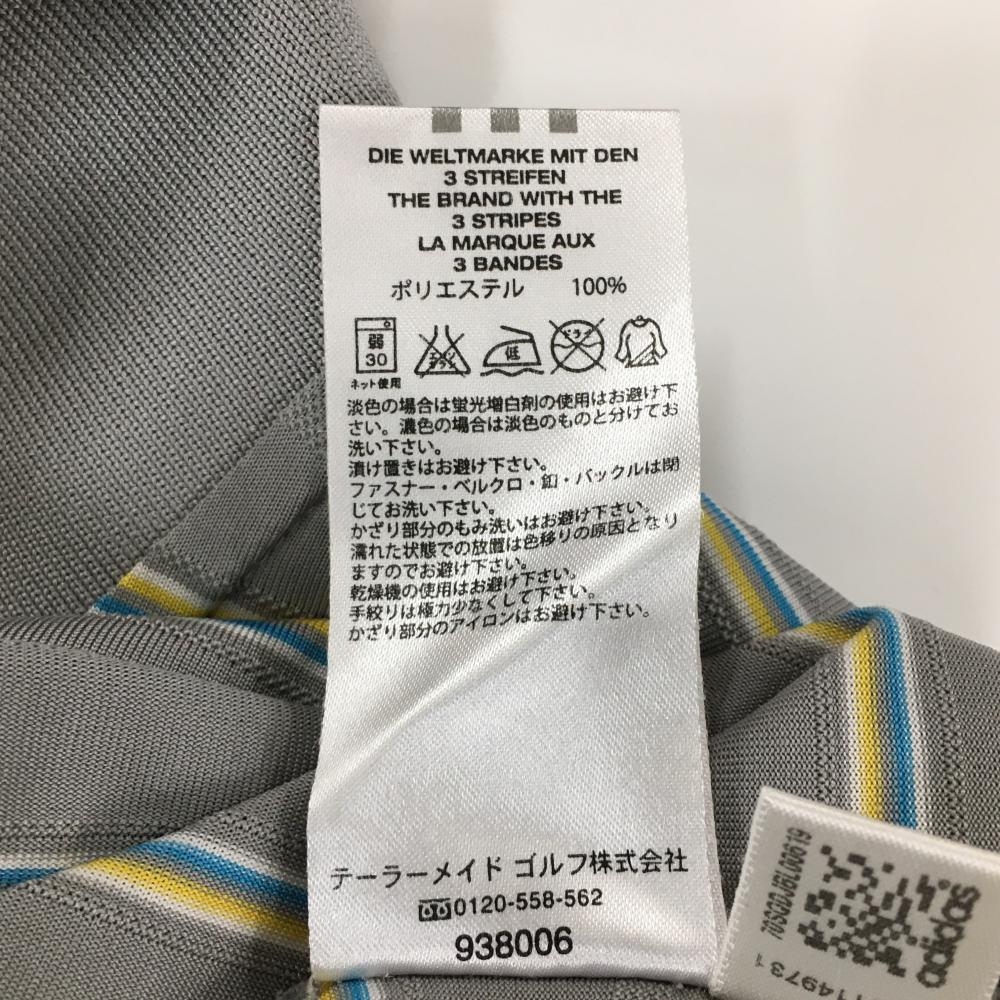 DIE WELTMARKE MIT DEN
3 STREIFEN
THE BRAND WITH THE
3 STRIPES
LA MARQUE AUX
3 BANDES
ポリエステル 100%
弱
30
エンソサラシ
低
ドライ
ネット使用
淡色の場合は蛍光増白剤の使用はお避け下
さい。濃色の場合は淡色のものと分けてお
洗い下さい。
漬け置きはお避け下さい。
ファスナー・ベルクロ・釦・バックルは閉
じてお洗い下さい。
かざり部分のもみ洗いはお避け下さい。
濡れた状態での放置は色移りの原因となり
ますのでお避け下さい。
乾燥機の使用はお避け下さい。
手絞りは極力少なくして下さい。
かざり部分のアイロンはお避け下さい。
テーラーメイド ゴルフ株式会社
0120-558-562
938006
adidas